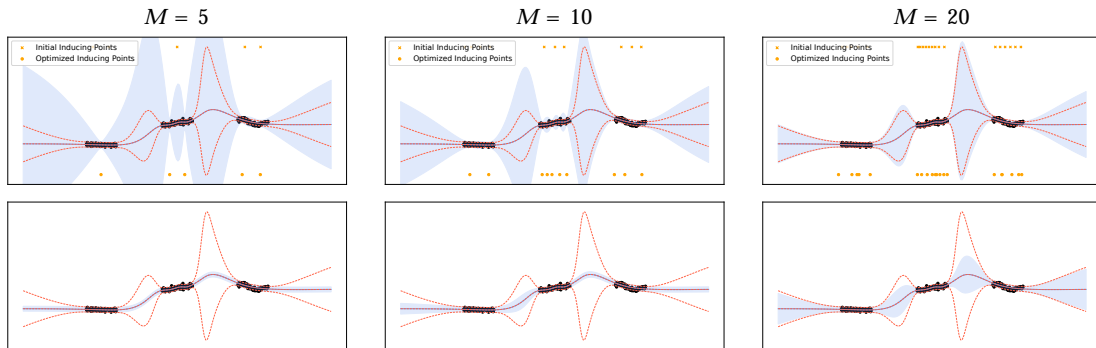 M = 5
M = 10
M = 20
Initial Inducing Points
Optimized Inducing Points
Initial Inducing Points
Optimized Inducing Points
Initial Inducing Points
Optimized Inducing Points